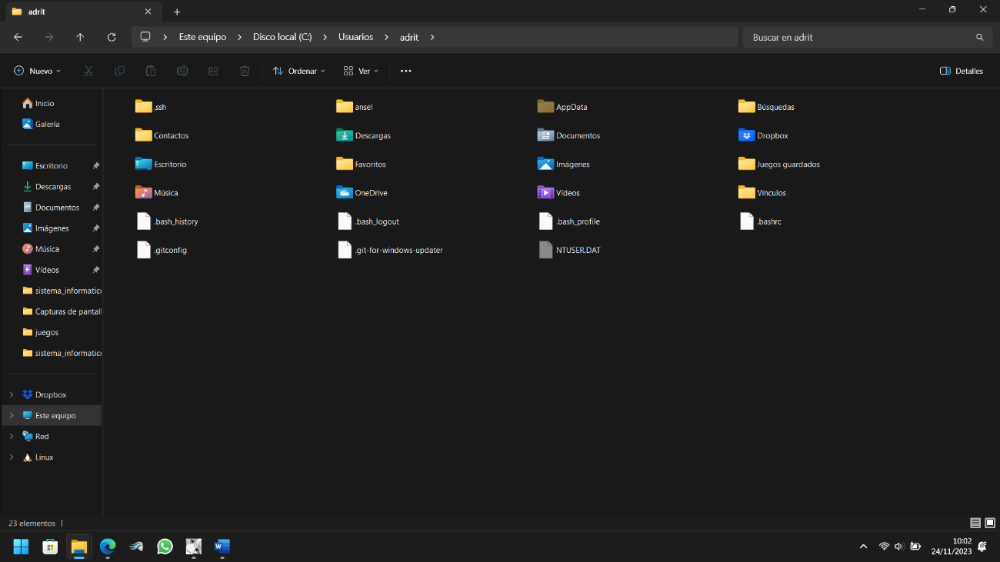 adrit
Este equipo > Disco local (C:) > Usuarios > adrit >
Buscar en adrit
Nuevo
Ordenar
Ver
Detalles
Inicio
Galería
Escritorio
Descargas
Documentos
Imágenes
Música
Vídeos
sistema_informatico
Capturas de pantall
juegos
sistema_informatico
Dropbox
Este equipo
Red
Linux
.ssh
ansel
AppData
Búsquedas
Contactos
Descargas
Documentos
Dropbox
Escritorio
Favoritos
Imágenes
Juegos guardados
Música
OneDrive
Vídeos
Vínculos
.bash_history
.bash_logout
.bash_profile
.bashrc
.gitconfig
.git-for-windows-updater
NTUSER.DAT
23 elementos
10:02
24/11/2023